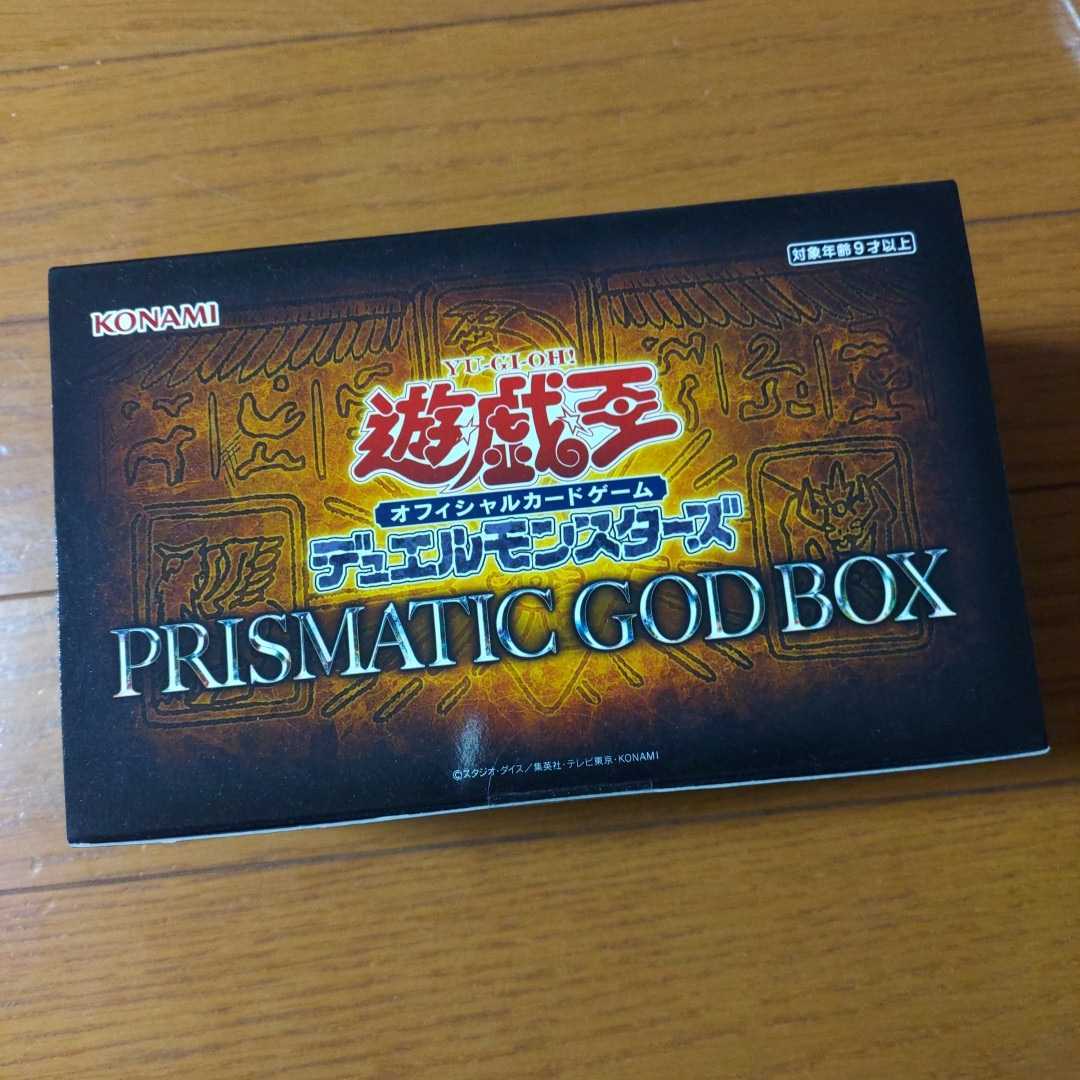 対象年齢9才以上
KONAMI
YU-GI-OH!
遊戯王
オフィシャルカードゲーム
デュエルモンスターズ
PRISMATIC GOD BOX
©スタジオ・ダイス/集英社・テレビ東京・KONAMI